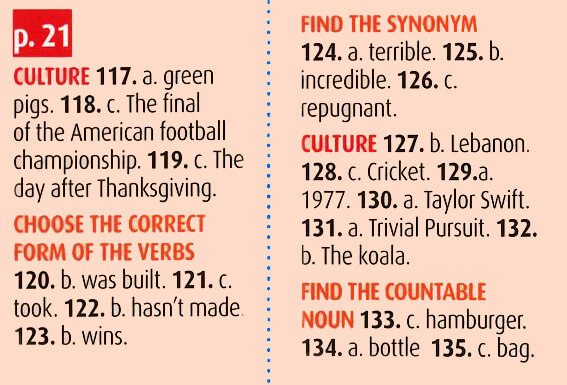 p. 21
CULTURE 117. a. green
pigs. 118. c. The final
of the American football
championship. 119. c. The
day after Thanksgiving.
CHOOSE THE CORRECT
FORM OF THE VERBS
120. b. was built. 121. c.
took. 122. b. hasn't made.
123. b. wins.
FIND THE SYNONYM
124. a. terrible. 125. b.
incredible. 126. c.
repugnant.
CULTURE 127. b. Lebanon.
128. c. Cricket. 129.a.
1977. 130. a. Taylor Swift.
131. a. Trivial Pursuit. 132.
b. The koala.
FIND THE COUNTABLE
NOUN 133. c. hamburger.
134. a. bottle 135. c. bag.